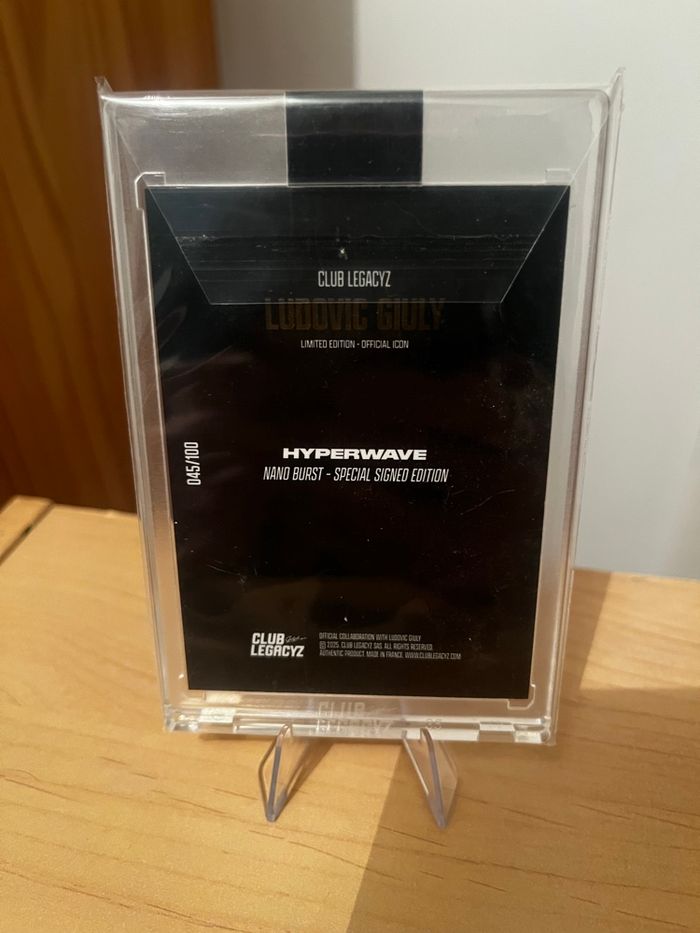 CLUB LEGACYZ
LUDOVIC GIULY
LIMITED EDITION - OFFICIAL ICON
045/100
HYPERWAVE
NANO BURST - SPECIAL SIGNED EDITION
CLUB
LEGACYZ
OFFICIAL COLLABORATION WITH LUDOVIC GIULY
© 2025. CLUB LEGACYZ SAS. ALL RIGHTS RESERVED.
AUTHENTIC PRODUCT. MADE IN FRANCE. WWW.CLUBLEGACYZ.COM
CLUB
LEGACYZ